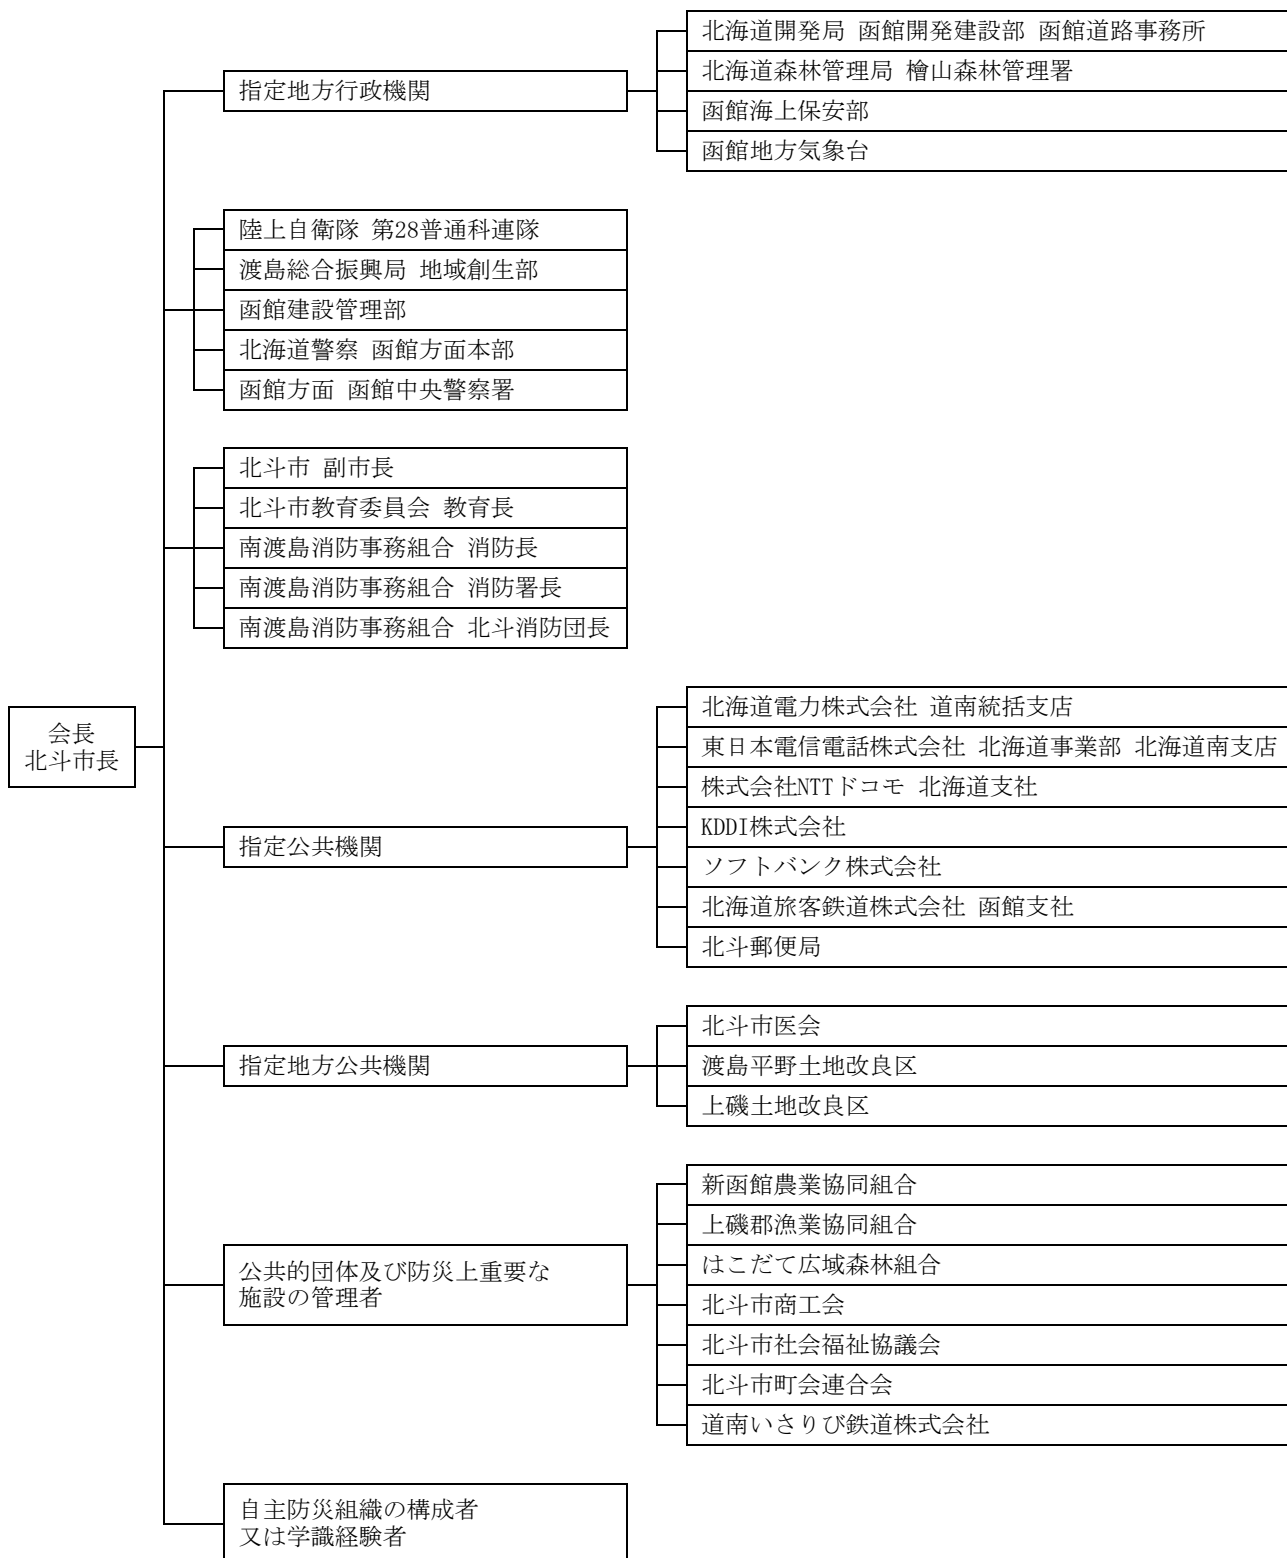 会長
北斗市長
指定地方行政機関
北海道開発局 函館開発建設部 函館道路事務所
北海道森林管理局 檜山森林管理署
函館海上保安部
函館地方気象台
陸上自衛隊 第28普通科連隊
渡島総合振興局 地域創生部
函館建設管理部
北海道警察 函館方面本部
函館方面 函館中央警察署
北斗市 副市長
北斗市教育委員会 教育長
南渡島消防事務組合 消防長
南渡島消防事務組合 消防署長
南渡島消防事務組合 北斗消防団長
指定公共機関
北海道電力株式会社 道南統括支店
東日本電信電話株式会社 北海道事業部 北海道南支店
株式会社NTTドコモ 北海道支社
KDDI株式会社
ソフトバンク株式会社
北海道旅客鉄道株式会社 函館支社
北斗郵便局
指定地方公共機関
北斗市医会
渡島平野土地改良区
上磯土地改良区
公共的団体及び防災上重要な
施設の管理者
新函館農業協同組合
上磯郡漁業協同組合
はこだて広域森林組合
北斗市商工会
北斗市社会福祉協議会
北斗市町会連合会
道南いさりび鉄道株式会社
自主防災組織の構成者
又は学識経験者